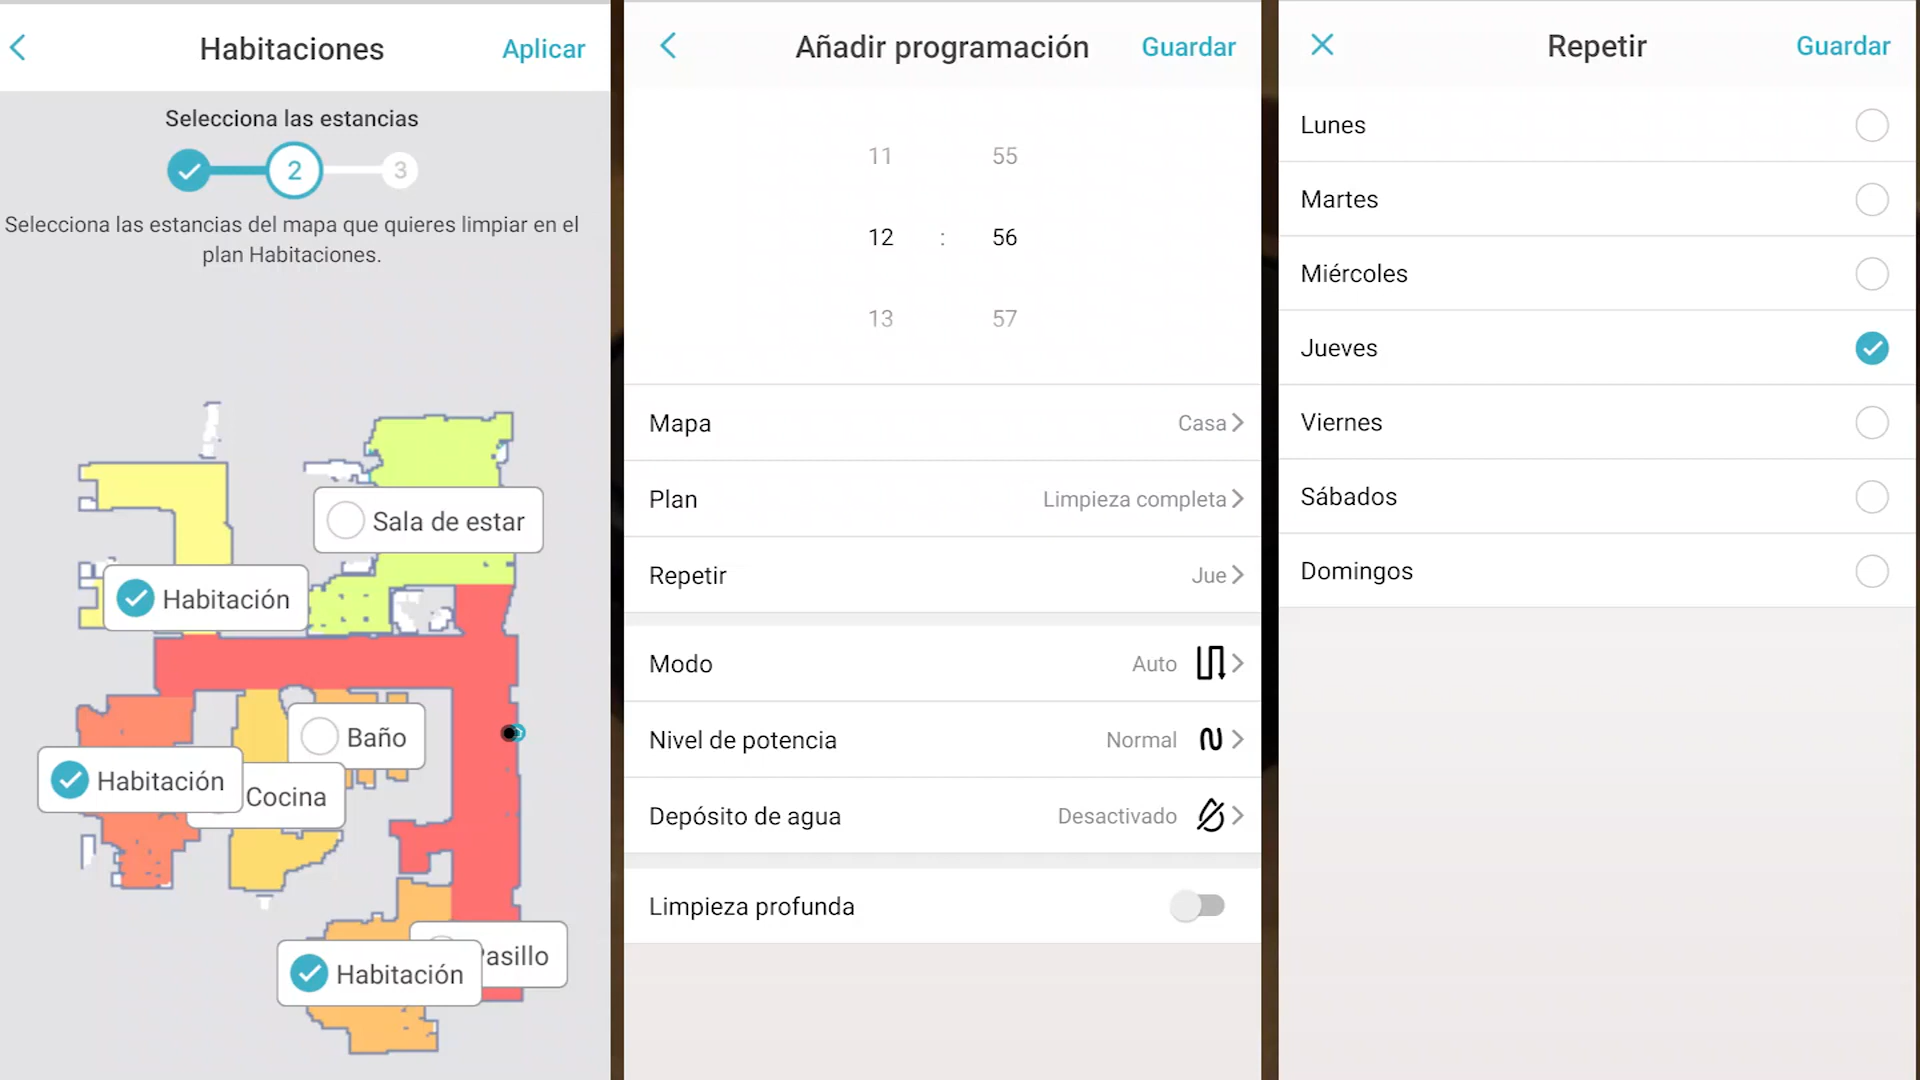 Habitaciones
Aplicar
Selecciona las estancias
2
3
Selecciona las estancias del mapa que quieres limpiar en el
plan Habitaciones.
Sala de estar
Habitación
Baño
Habitación
Cocina
Pasillo
Habitación
Añadir programación
Guardar
11 55
12 : 56
13 57
Mapa Casa
Plan Limpieza completa
Repetir Jue
Modo Auto
Nivel de potencia Normal
Depósito de agua Desactivado
Limpieza profunda
Repetir
Guardar
Lunes
Martes
Miércoles
Jueves
Viernes
Sábados
Domingos